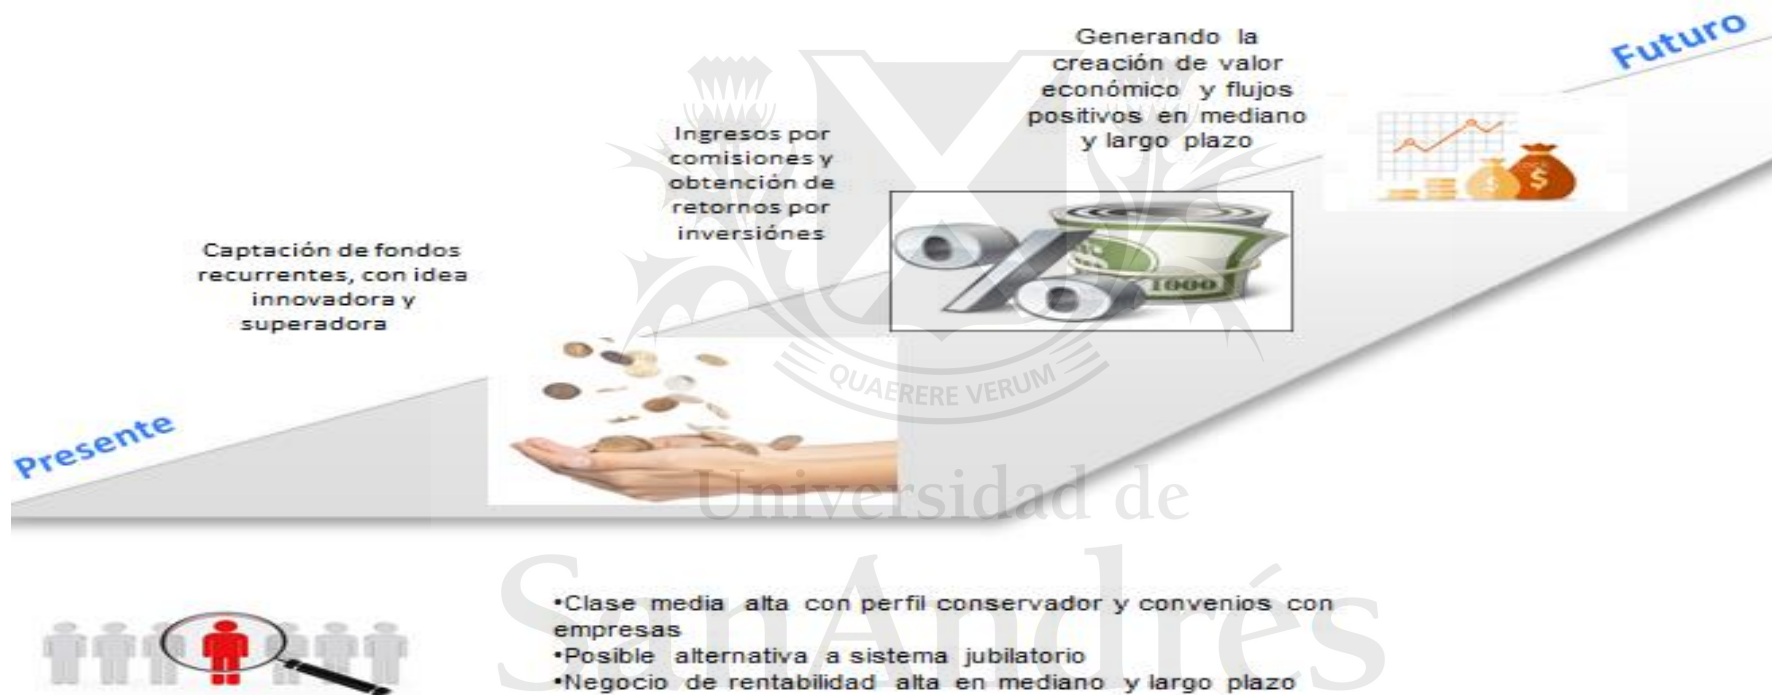 Futuro
Generando la
creación de valor
económico y flujos
positivos en mediano
y largo plazo
Ingresos por
comisiones y
obtención de
retornos por
inversiónes
Captación de fondos
recurrentes, con idea
innovadora y
superadora
Presente
$
1000
$
$
QUAERERE VERUM
Universidad de
SanAndrés
•Clase media alta con perfil conservador y convenios con
empresas
•Posible alternativa a sistema jubilatorio
•Negocio de rentabilidad alta en mediano y largo plazo